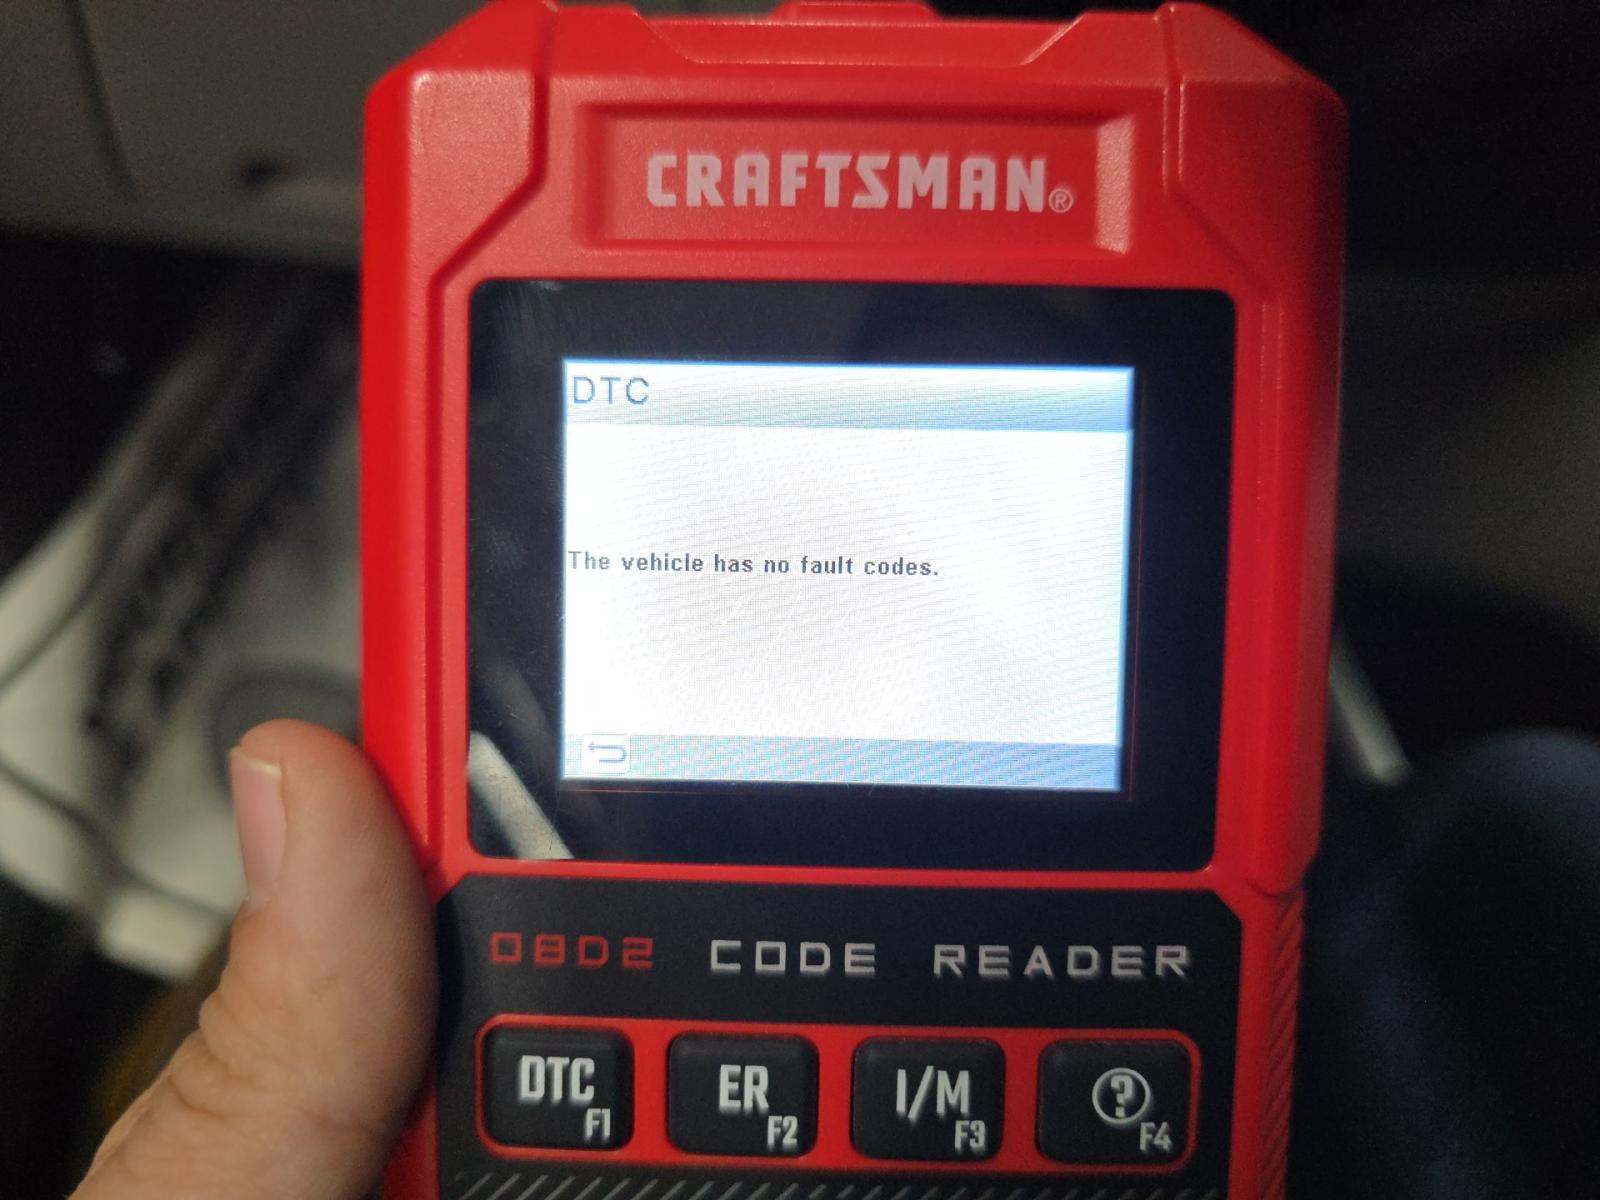 CRAFTSMAN®
DTC
The vehicle has no fault codes.
OBD2 CODE READER
DTC F1
ER F2
I/M F3
? F4